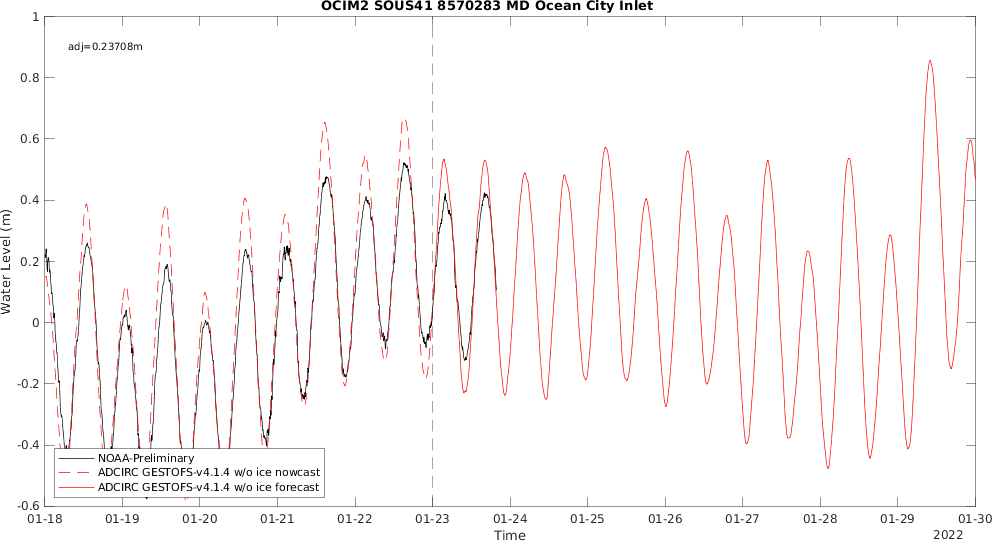 OCIM2 SOUS41 8570283 MD Ocean City Inlet
adj=0.23708m
Water Level (m)
1
0.8
0.6
0.4
0.2
0
-0.2
-0.4
-0.6
NOAA-Preliminary
ADCIRC GESTOFS-v4.1.4 w/o ice nowcast
ADCIRC GESTOFS-v4.1.4 w/o ice forecast
01-18 01-19 01-20 01-21 01-22 01-23 01-24 01-25 01-26 01-27 01-28 01-29 01-30
Time
2022